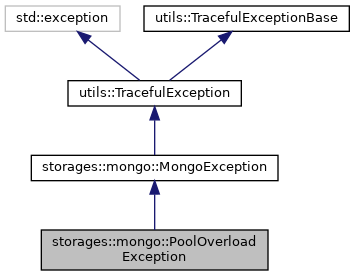 std::exception
utils::TracefulExceptionBase
utils::TracefulException
storages::mongo::MongoException
storages::mongo::PoolOverload
Exception